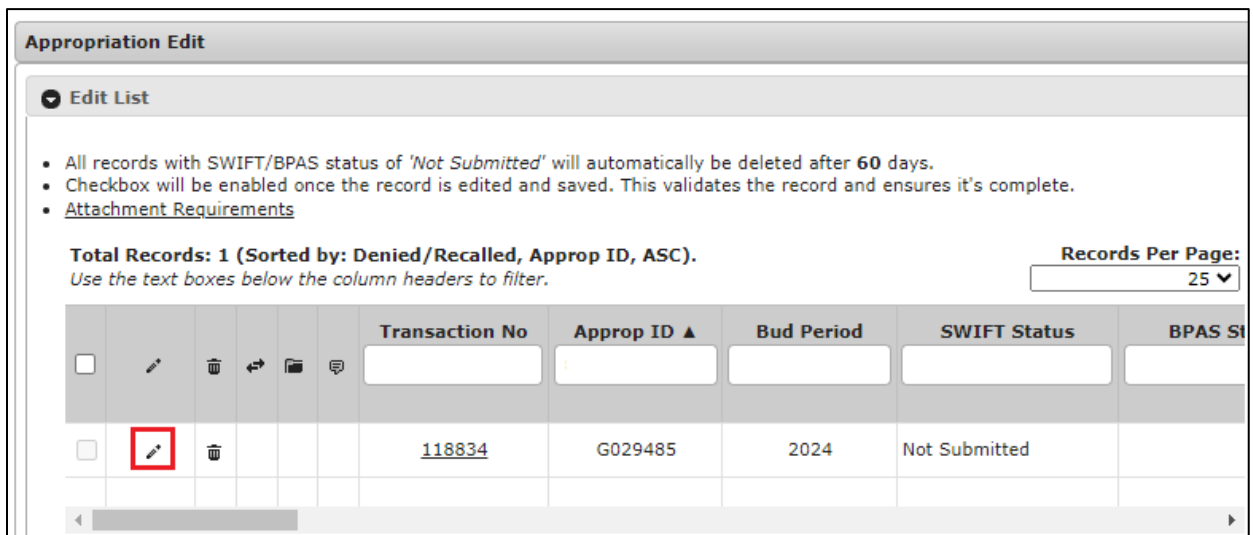 Appropriation Edit
Edit List
All records with SWIFT/BPAS status of 'Not Submitted' will automatically be deleted after 60 days.
Checkbox will be enabled once the record is edited and saved. This validates the record and ensures it's complete.
Attachment Requirements
Total Records: 1 (Sorted by: Denied/Recalled, Approp ID, ASC).
Records Per Page:
Use the text boxes below the column headers to filter.
25
Transaction No Approp ID ▲ Bud Period SWIFT Status BPAS St
118834 G029485 2024 Not Submitted